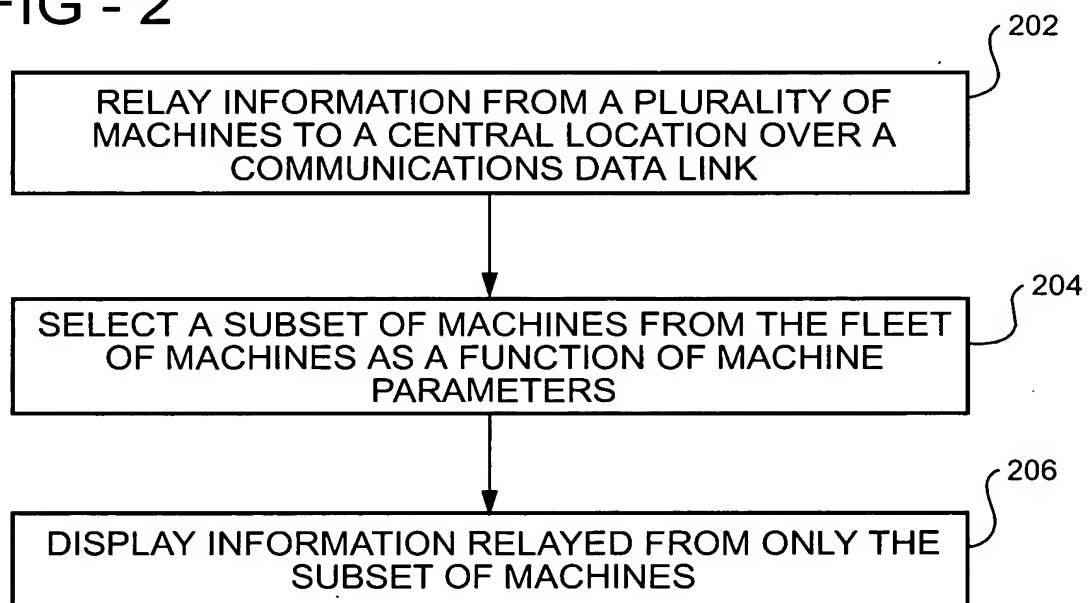 FIG - 2
202
RELAY INFORMATION FROM A PLURALITY OF
MACHINES TO A CENTRAL LOCATION OVER A
COMMUNICATIONS DATA LINK
204
SELECT A SUBSET OF MACHINES FROM THE FLEET
OF MACHINES AS A FUNCTION OF MACHINE
PARAMETERS
206
DISPLAY INFORMATION RELAYED FROM ONLY THE
SUBSET OF MACHINES